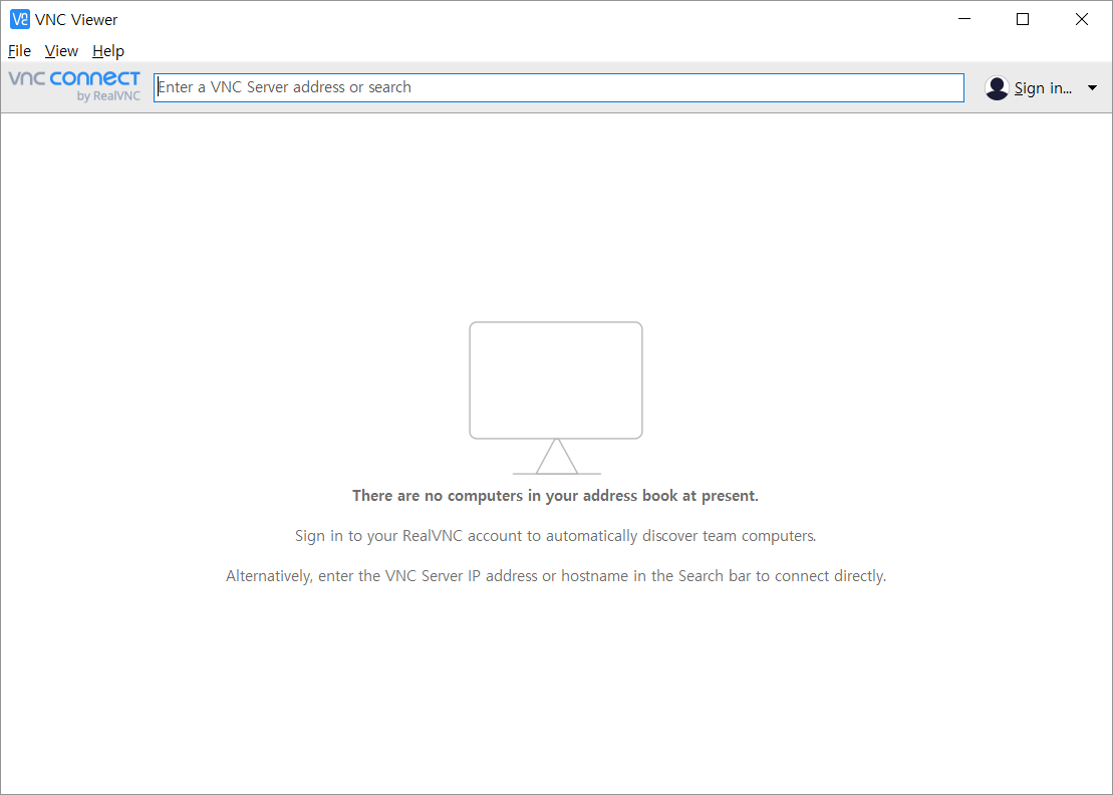 VNC Viewer
File View Help
vnc connect
by RealVNC
Enter a VNC Server address or search
Sign in...
There are no computers in your address book at present.
Sign in to your RealVNC account to automatically discover team computers.
Alternatively, enter the VNC Server IP address or hostname in the Search bar to connect directly.